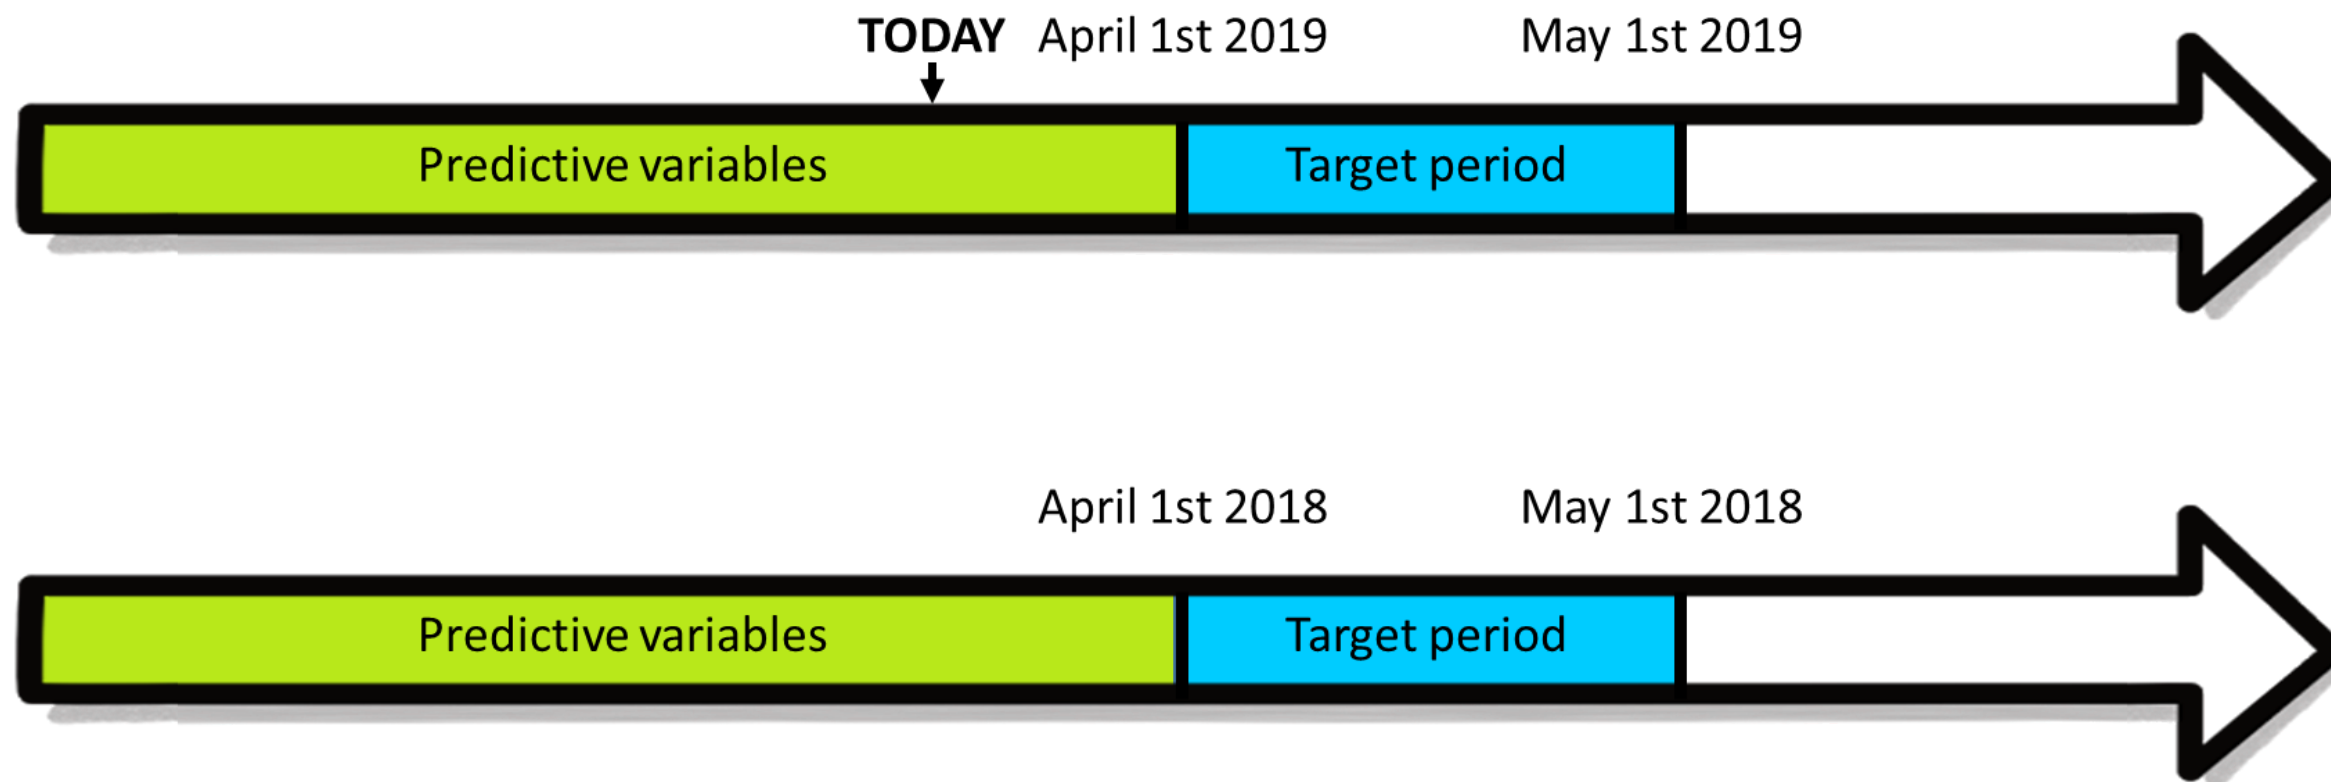 TODAY April 1st 2019 May 1st 2019
Predictive variables Target period
April 1st 2018 May 1st 2018
Predictive variables Target period